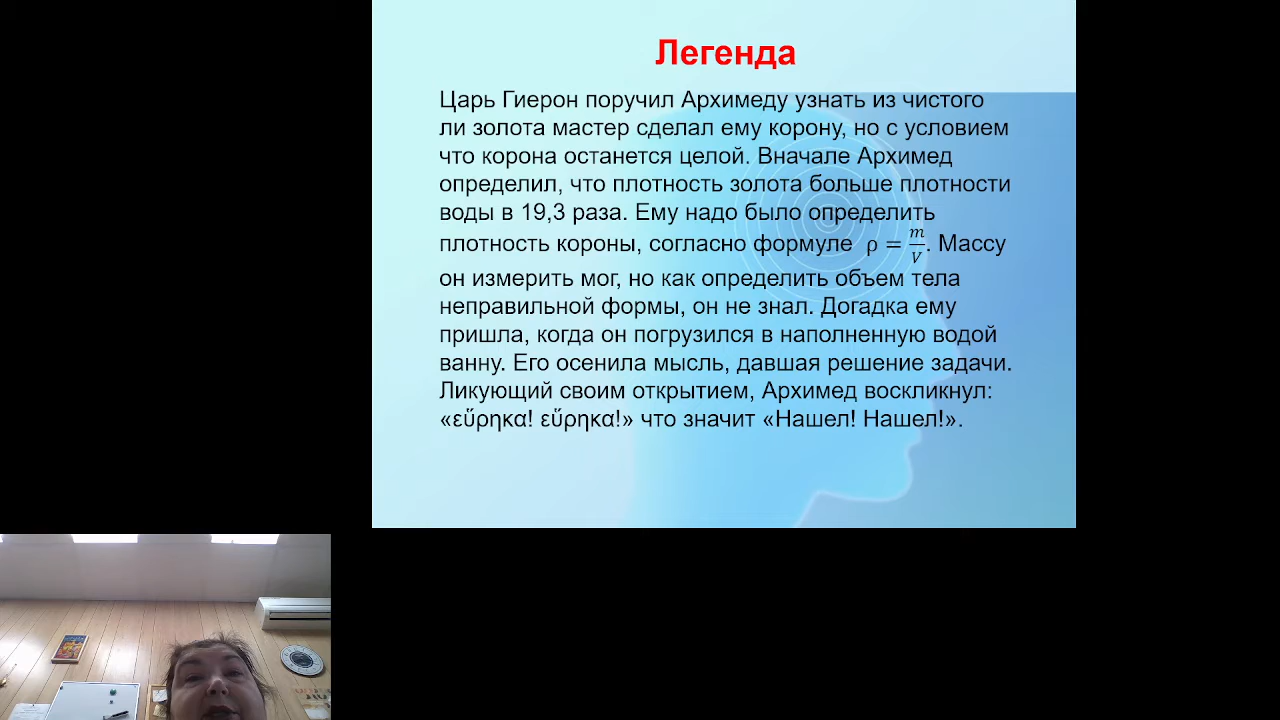 Легенда
Царь Гиерон поручил Архимеду узнать из чистого
ли золота мастер сделал ему корону, но с условием
что корона останется целой. Вначале Архимед
определил, что плотность золота больше плотности
воды в 19,3 раза. Ему надо было определить
плотность короны, согласно формуле ρ = m/V. Массу
он измерить мог, но как определить объем тела
неправильной формы, он не знал. Догадка ему
пришла, когда он погрузился в наполненную водой
ванну. Его осенила мысль, давшая решение задачи.
Ликующий своим открытием, Архимед воскликнул:
«εὕρηκα! εὕρηκα!» что значит «Нашел! Нашел!».